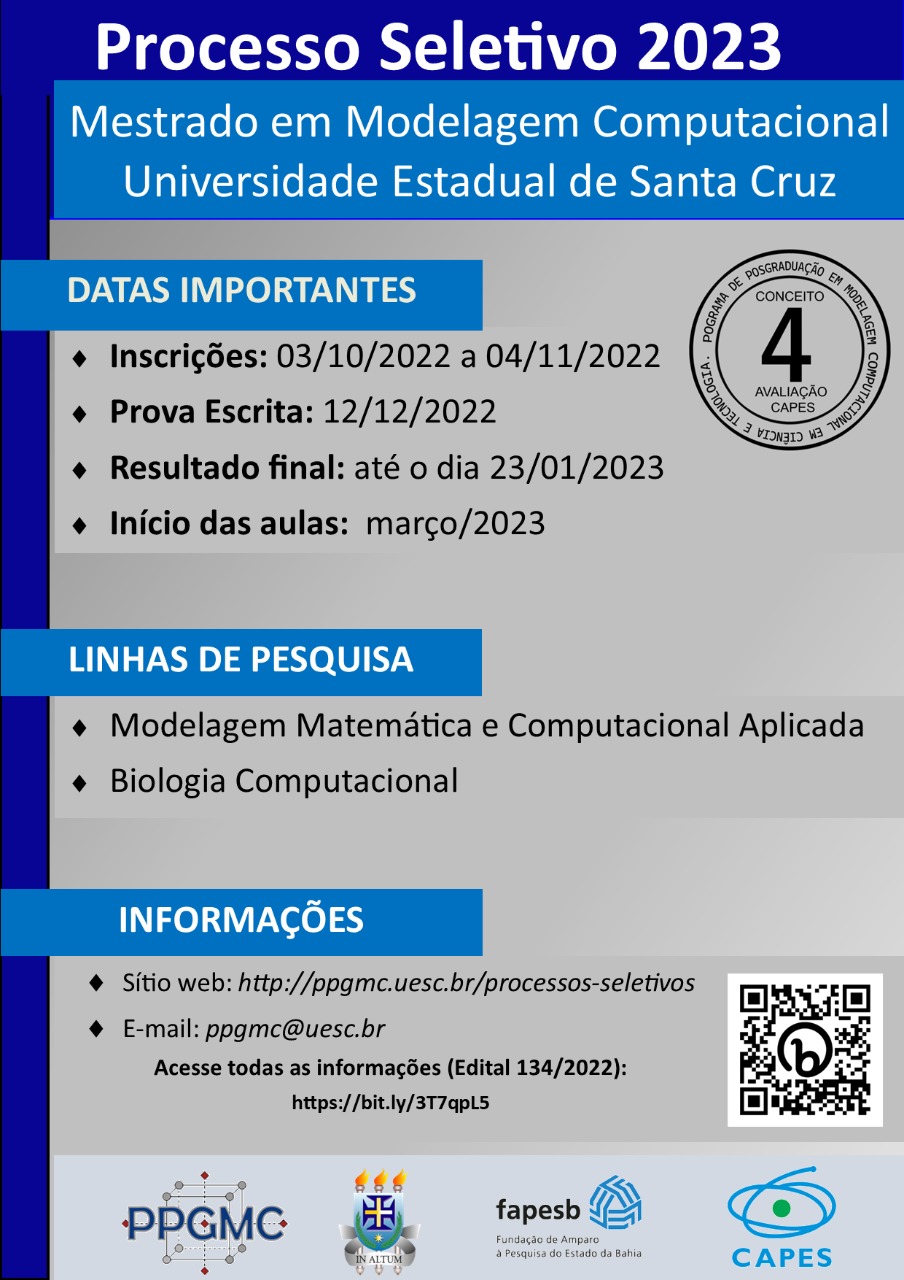 Processo Seletivo 2023
Mestrado em Modelagem Computacional
Universidade Estadual de Santa Cruz
DATAS IMPORTANTES
Inscrições: 03/10/2022 a 04/11/2022
Prova Escrita: 12/12/2022
Resultado final: até o dia 23/01/2023
Início das aulas: março/2023
POGRAMA DE POSGRADUAÇÃO EM MODELAGEM COMPUTACIONAL EM CIÊNCIA E TECNOLOGIA.
CONCEITO
4
AVALIAÇÃO
CAPES
LINHAS DE PESQUISA
Modelagem Matemática e Computacional Aplicada
Biologia Computacional
INFORMAÇÕES
Sítio web: http://ppgmc.uesc.br/processos-seletivos
E-mail: ppgmc@uesc.br
Acesse todas as informações (Edital 134/2022):
https://bit.ly/3T7qpL5
b
PPGMC
IN ALTUM
fapesb
Fundação de Amparo
à Pesquisa do Estado da Bahia
CAPES